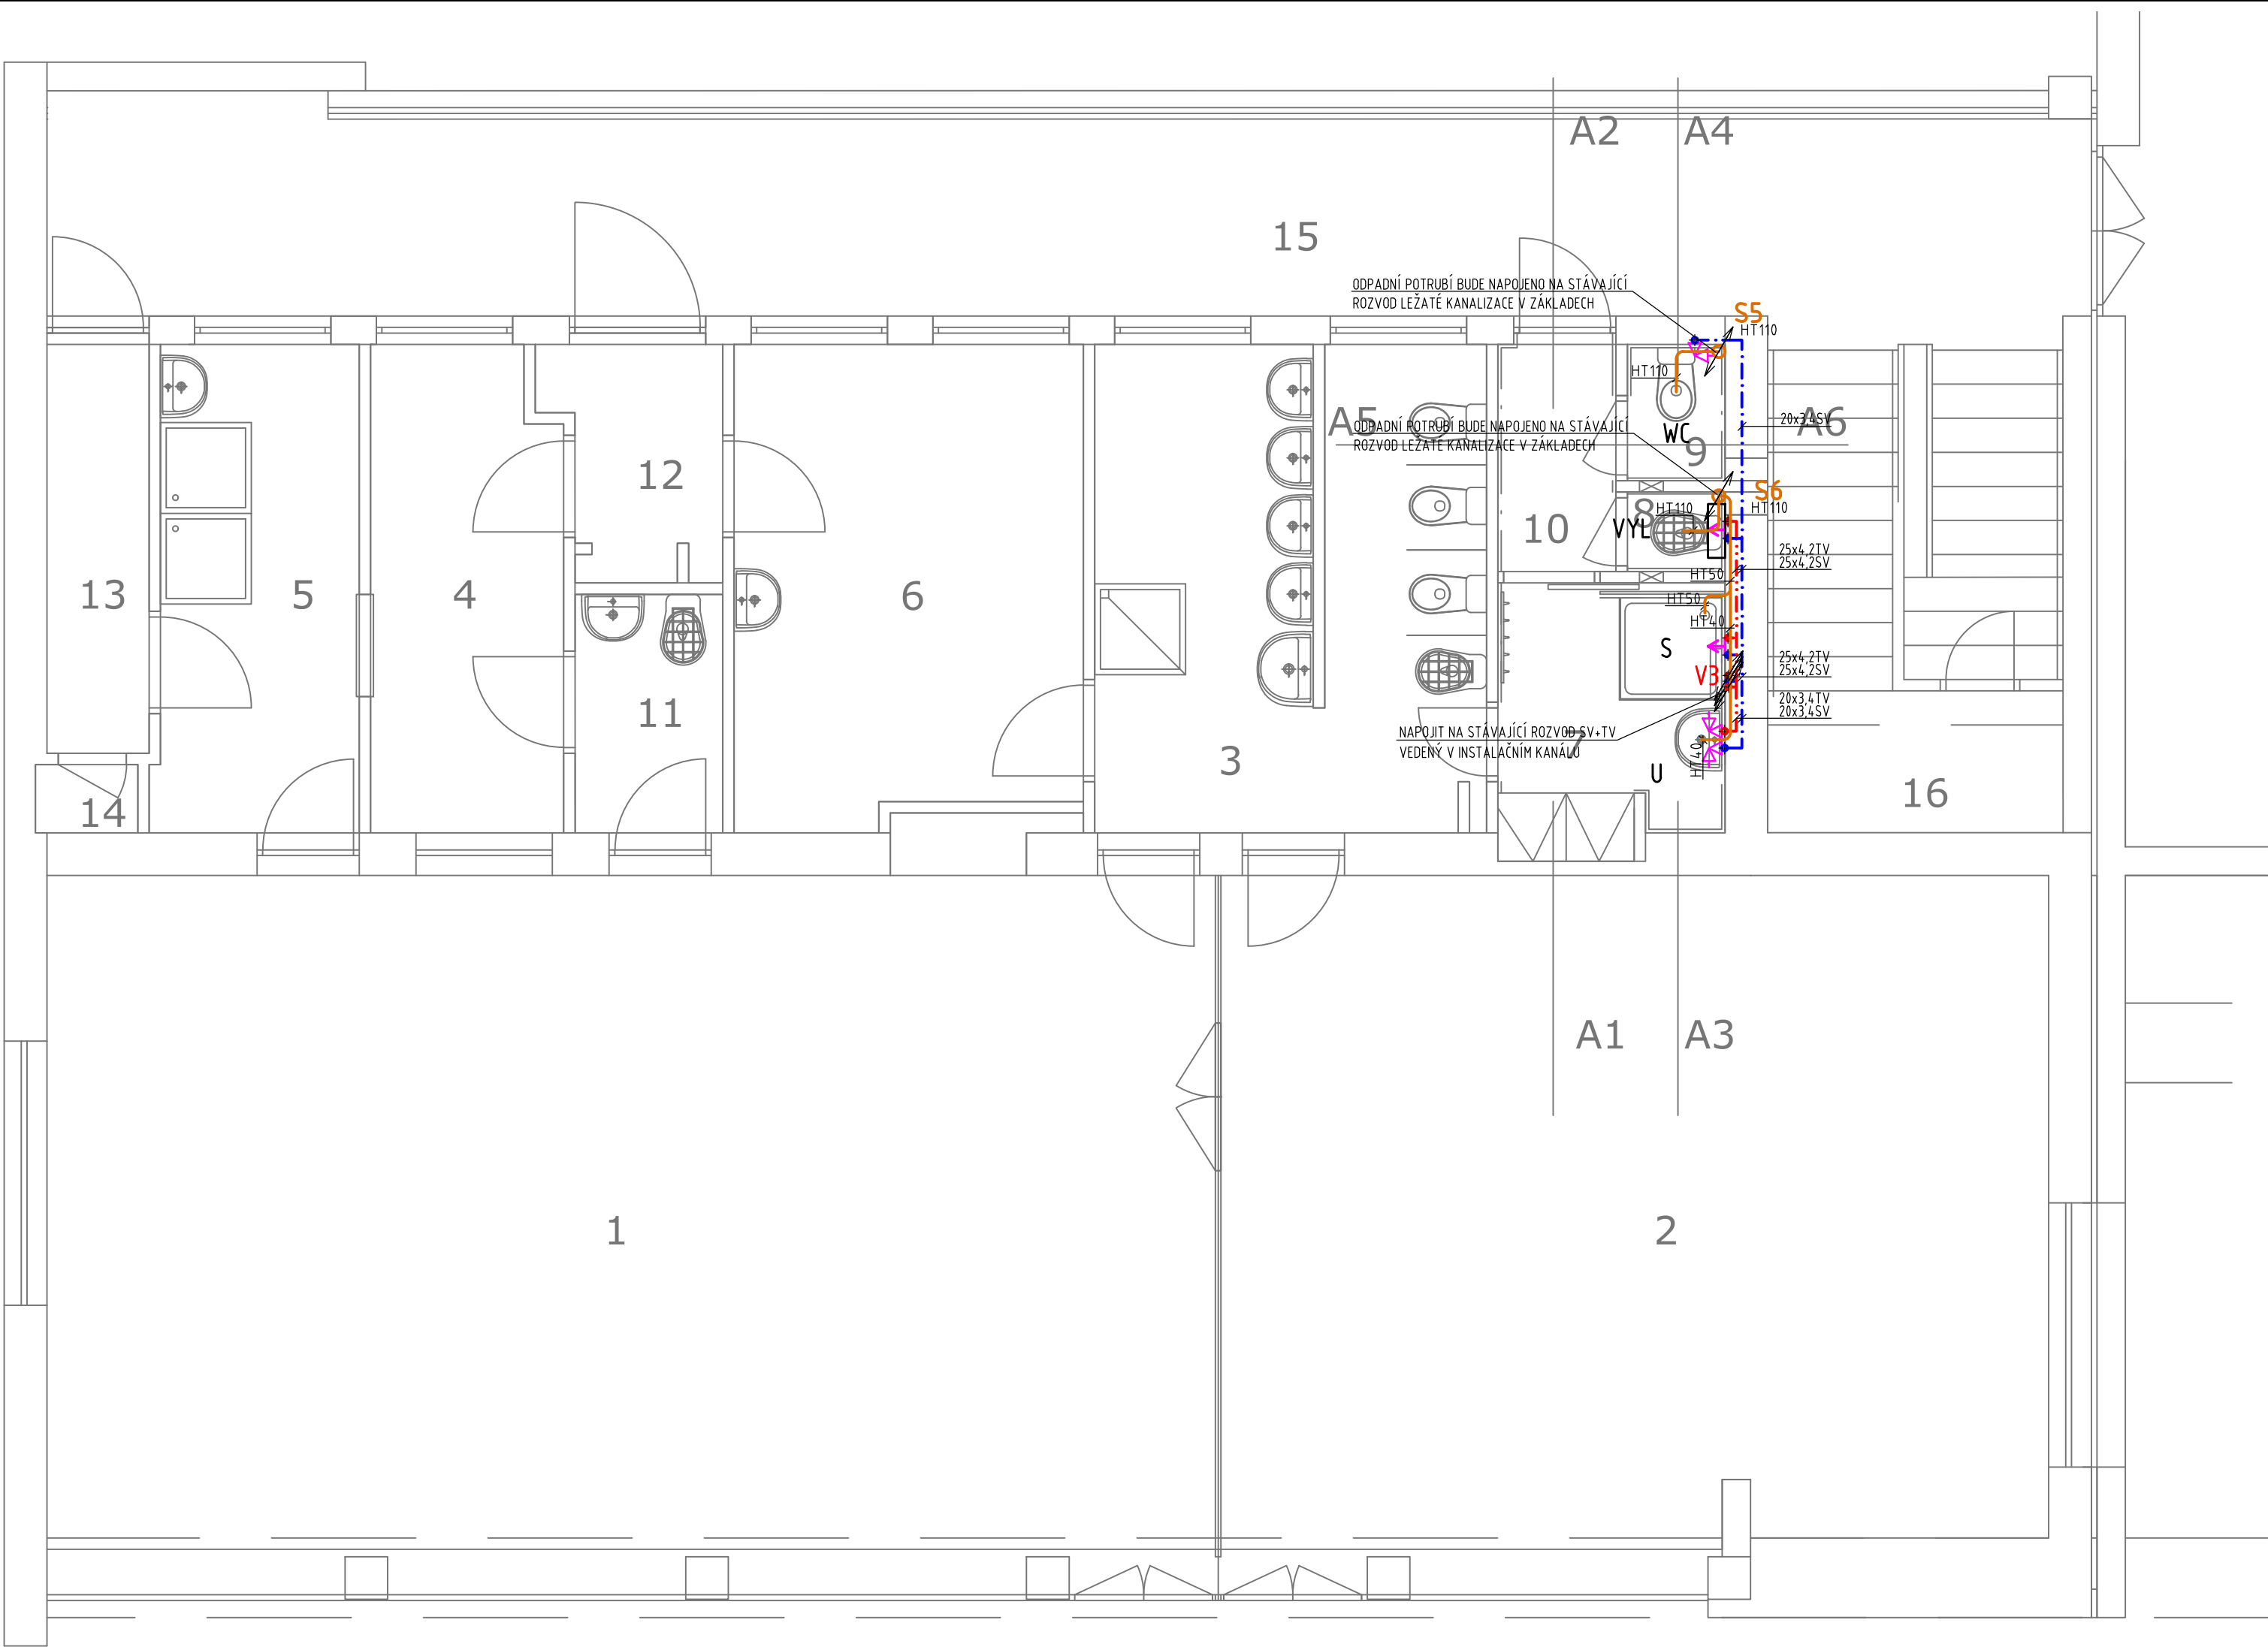 A2
A4
15
ODPADNÍ POTRUBÍ BUDE NAPOJENO NA STÁVAJÍCÍ
ROZVOD LEŽATÉ KANALIZACE V ZÁKLADECH
S5
HT110
HT110
A5
ODPADNÍ POTRUBÍ BUDE NAPOJENO NA STÁVAJÍCÍ
ROZVOD LEŽATÉ KANALIZACE V ZÁKLADECH
WC
9
20x3,4SV
A6
12
S6
HT110
8
HT110
VYL
10
25x4,2TV
25x4,2SV
HT50
13
5
4
6
HT50
HT40
S
25x4,2TV
25x4,2SV
V3
20x3,4TV
20x3,4SV
11
NAPOJIT NA STÁVAJÍCÍ ROZVOD SV+TV
VEDENÝ V INSTALAČNÍM KANÁLU
7
3
HT40
U
14
16
A1
A3
1
2